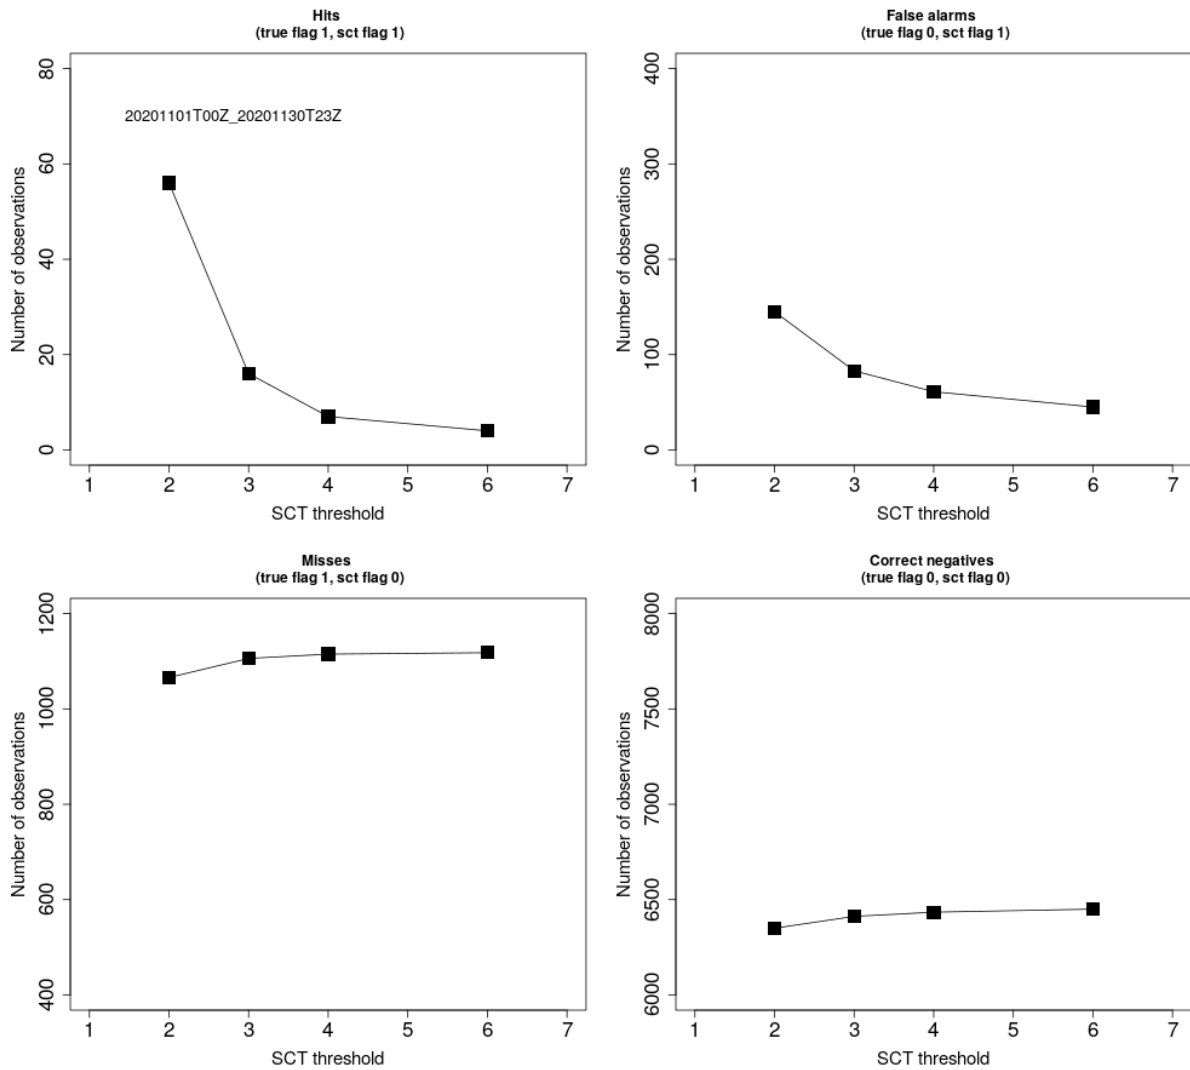 Hits
(true flag 1, sct flag 1)
80
60
40
20
0
Number of observations
20201101T00Z_20201130T23Z
1 2 3 4 5 6 7
SCT threshold
False alarms
(true flag 0, sct flag 1)
400
300
200
100
0
Number of observations
1 2 3 4 5 6 7
SCT threshold
Misses
(true flag 1, sct flag 0)
1200
1000
800
600
400
Number of observations
1 2 3 4 5 6 7
SCT threshold
Correct negatives
(true flag 0, sct flag 0)
8000
7500
7000
6500
6000
Number of observations
1 2 3 4 5 6 7
SCT threshold